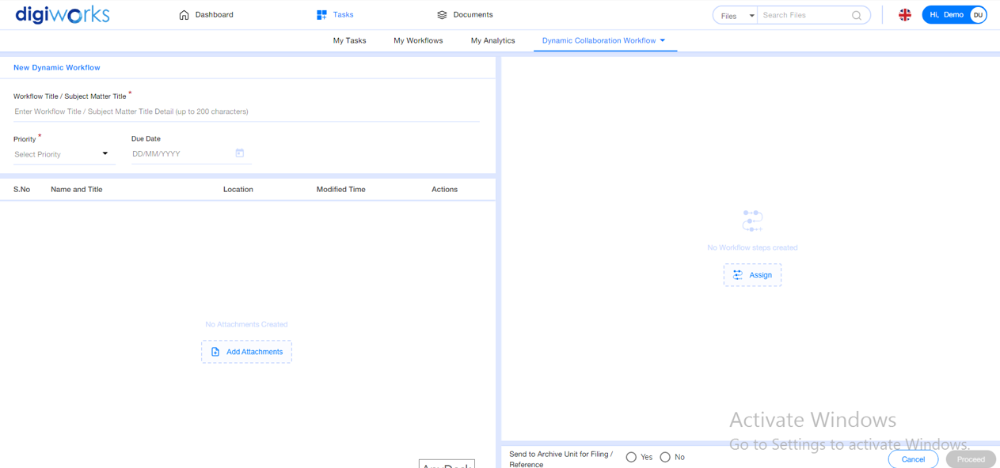 digiworks
Dashboard
Tasks
Documents
Files
Search Files
Hi, Demo
DU
My Tasks
My Workflows
My Analytics
Dynamic Collaboration Workflow
New Dynamic Workflow
Workflow Title / Subject Matter Title *
Enter Workflow Title / Subject Matter Title Detail (up to 200 characters)
Priority *
Due Date
Select Priority
DD/MM/YYYY
S.No
Name and Title
Location
Modified Time
Actions
No Workflow steps created
Assign
No Attachments Created
Add Attachments
Activate Windows
Go to Settings to activate Windows.
Send to Archive Unit for Filing /
Reference
Yes
No
Cancel
Proceed
AnyDesk